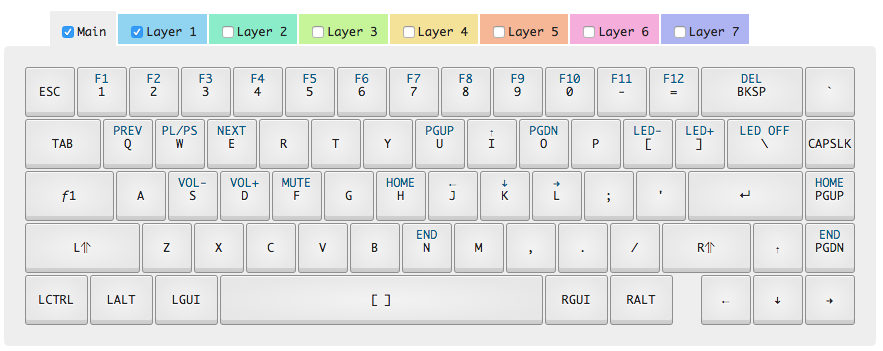 Main Layer 1 Layer 2 Layer 3 Layer 4 Layer 5 Layer 6 Layer 7
F1 F2 F3 F4 F5 F6 F7 F8 F9 F10 F11 F12 DEL
ESC 1 2 3 4 5 6 7 8 9 0 - = BKSP `
PREV PL/PS NEXT PGUP ↑ PGDN LED- LED+ LED OFF
TAB Q W E R T Y U I O P [ ] \ CAPSLK
VOL- VOL+ MUTE HOME ← ↓ → HOME
ƒ1 A S D F G H J K L ; ' ↵ PGUP
END END
L⇑ Z X C V B N M , . / R⇑ ↑ PGDN
LCTRL LALT LGUI [ ] RGUI RALT ← ↓ →